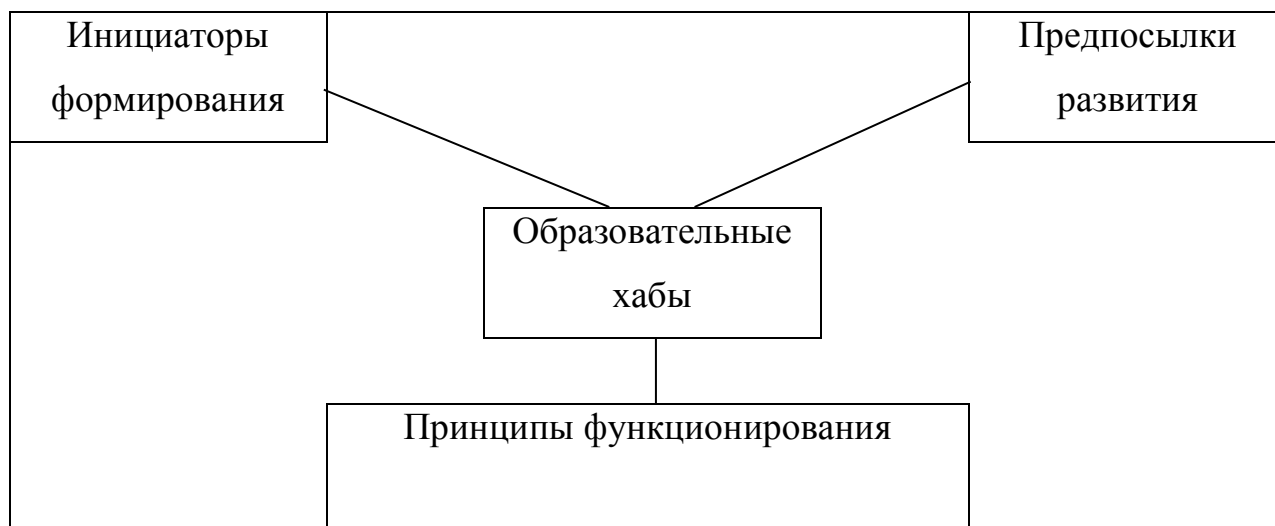 Инициаторы
формирования
Предпосылки
развития
Образовательные
хабы
Принципы функционирования